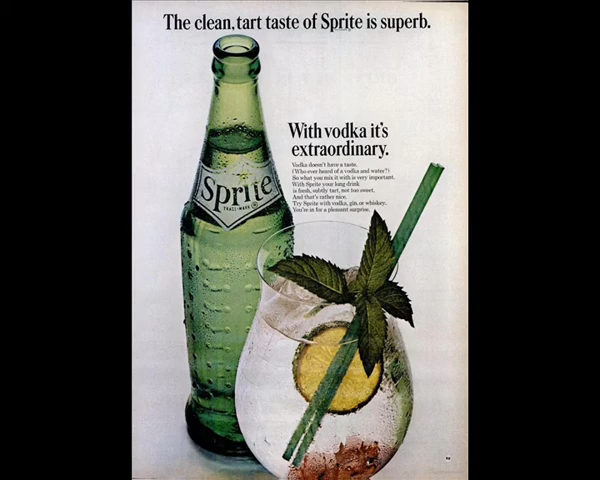 The clean, tart taste of Sprite is superb.
With vodka it's
extraordinary.
Vodka doesn't have a taste.
(Who ever heard of a vodka and water?)
So what you mix it with is very important.
With Sprite your long drink
is fresh, subtly tart, not too sweet.
And that's rather nice.
Try Sprite with vodka, gin, or whiskey.
You're in for a pleasant surprise.
Sprite
TRADE-MARK ®